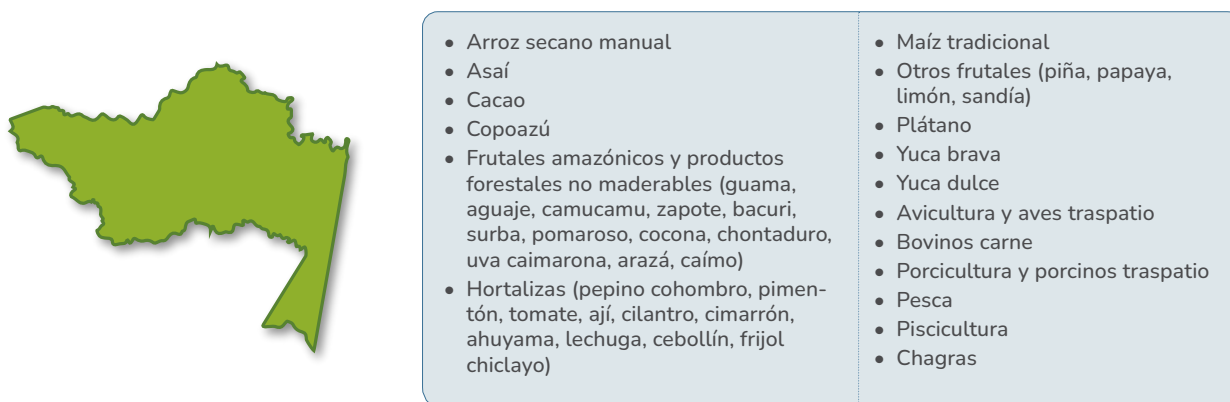 • Arroz secano manual
• Asaí
• Cacao
• Copoazú
• Frutales amazónicos y productos
forestales no maderables (guama,
aguaje, camucamu, zapote, bacuri,
surba, pomaroso, cocona, chontaduro,
uva caimarona, arazá, caímo)
• Hortalizas (pepino cohombro, pimen-
tón, tomate, ají, cilantro, cimarrón,
ahuyama, lechuga, cebollín, frijol
chiclayo)
• Maíz tradicional
• Otros frutales (piña, papaya,
limón, sandía)
• Plátano
• Yuca brava
• Yuca dulce
• Avicultura y aves traspatio
• Bovinos carne
• Porcicultura y porcinos traspatio
• Pesca
• Piscicultura
• Chagras